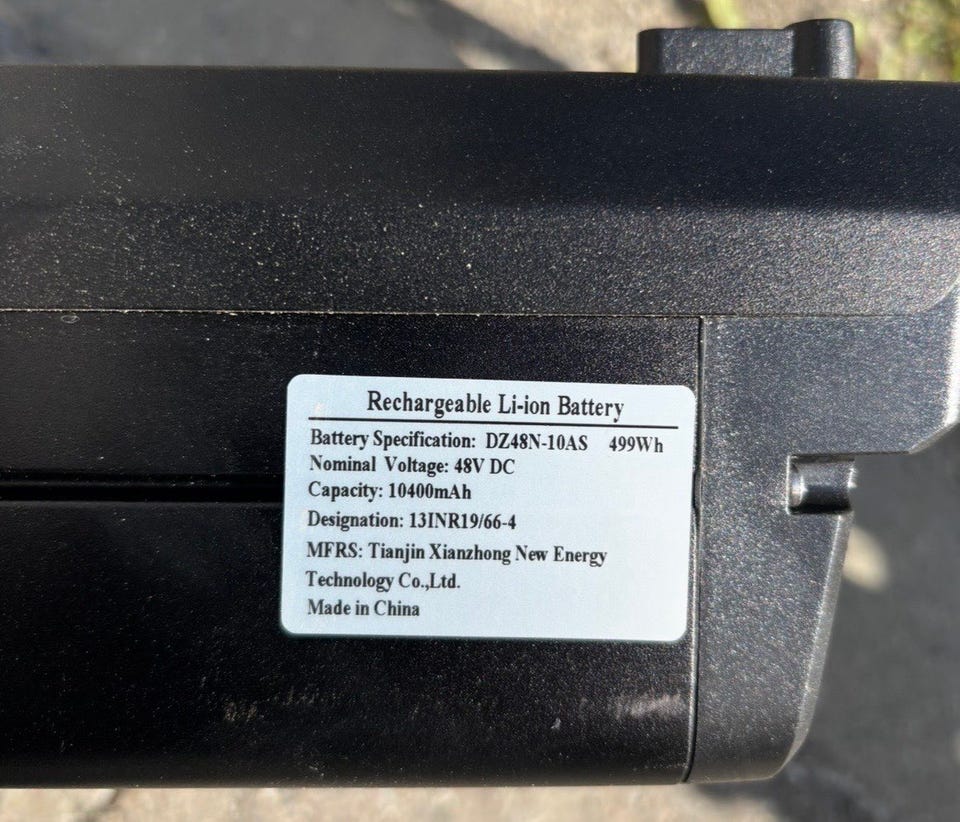 Rechargeable Li-ion Battery
Battery Specification: DZ48N-10AS 499Wh
Nominal Voltage: 48V DC
Capacity: 10400mAh
Designation: 13INR19/66-4
MFRS: Tianjin Xianzhong New Energy
Technology Co.,Ltd.
Made in China